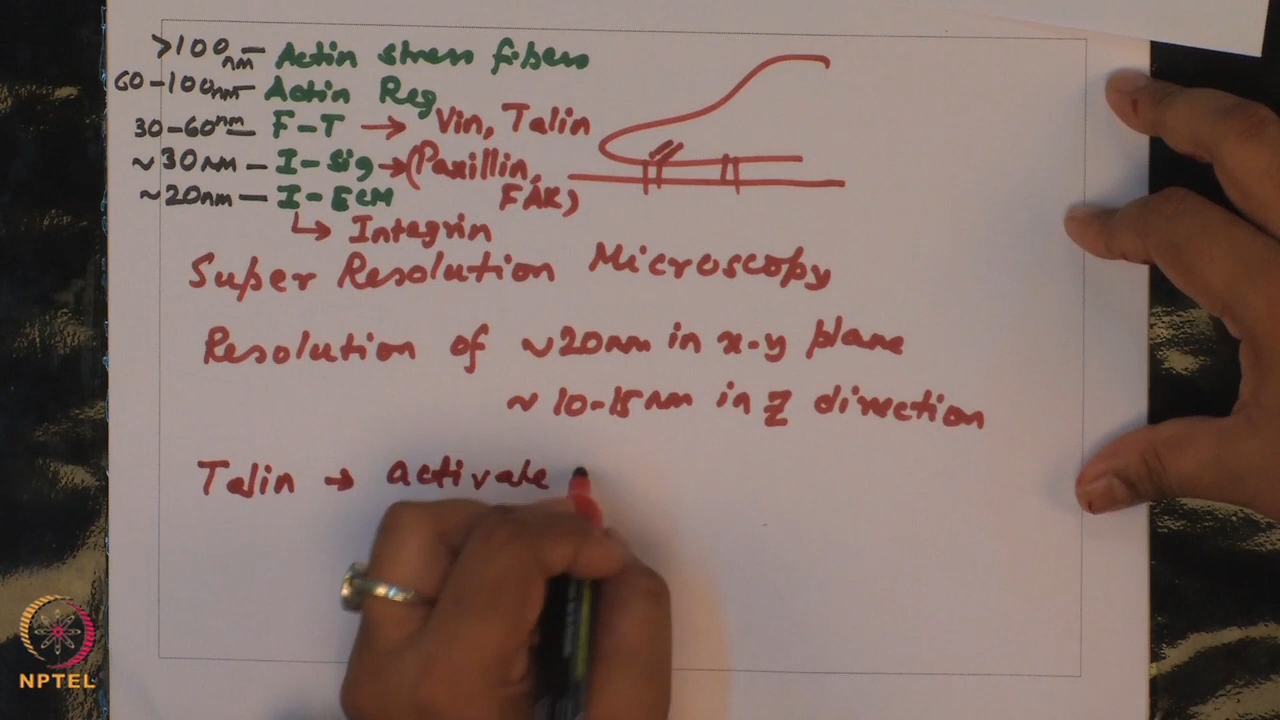 >100nm — Actin stress fibers
60-100nm — Actin Reg
30-60nm — F-T → Vin, Talin
~30nm — I-Sig → (Paxillin,
FAK)
~20nm — I-ECM
↳ Integrin
Super Resolution Microscopy
Resolution of ~20nm in x-y plane
~ 10-15nm in Z direction
Talin → activate
NPTEL